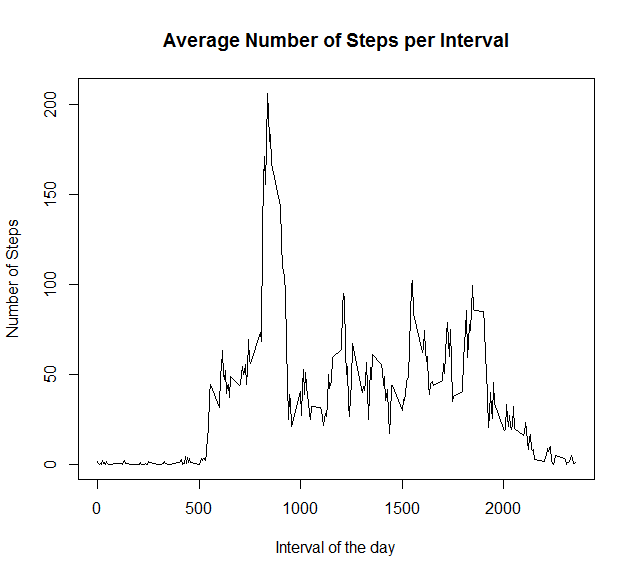 Average Number of Steps per Interval
200
150
100
50
0
Number of Steps
0 500 1000 1500 2000
Interval of the day